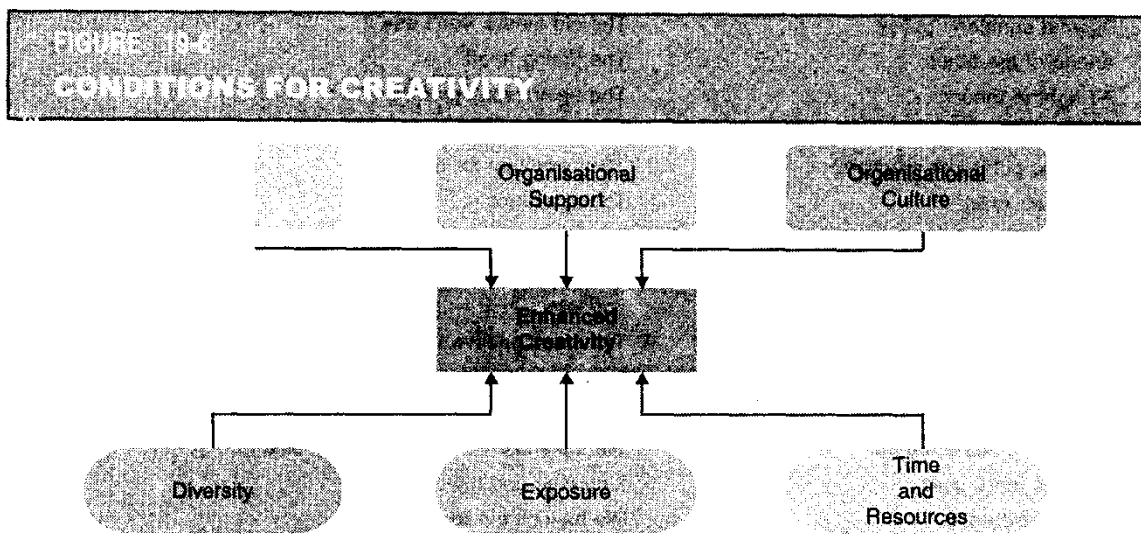 FIGURE 19-6
CONDITIONS FOR CREATIVITY
Organisational
Support
Organisational
Culture
Enhanced
Creativity
Diversity
Exposure
Time
and
Resources